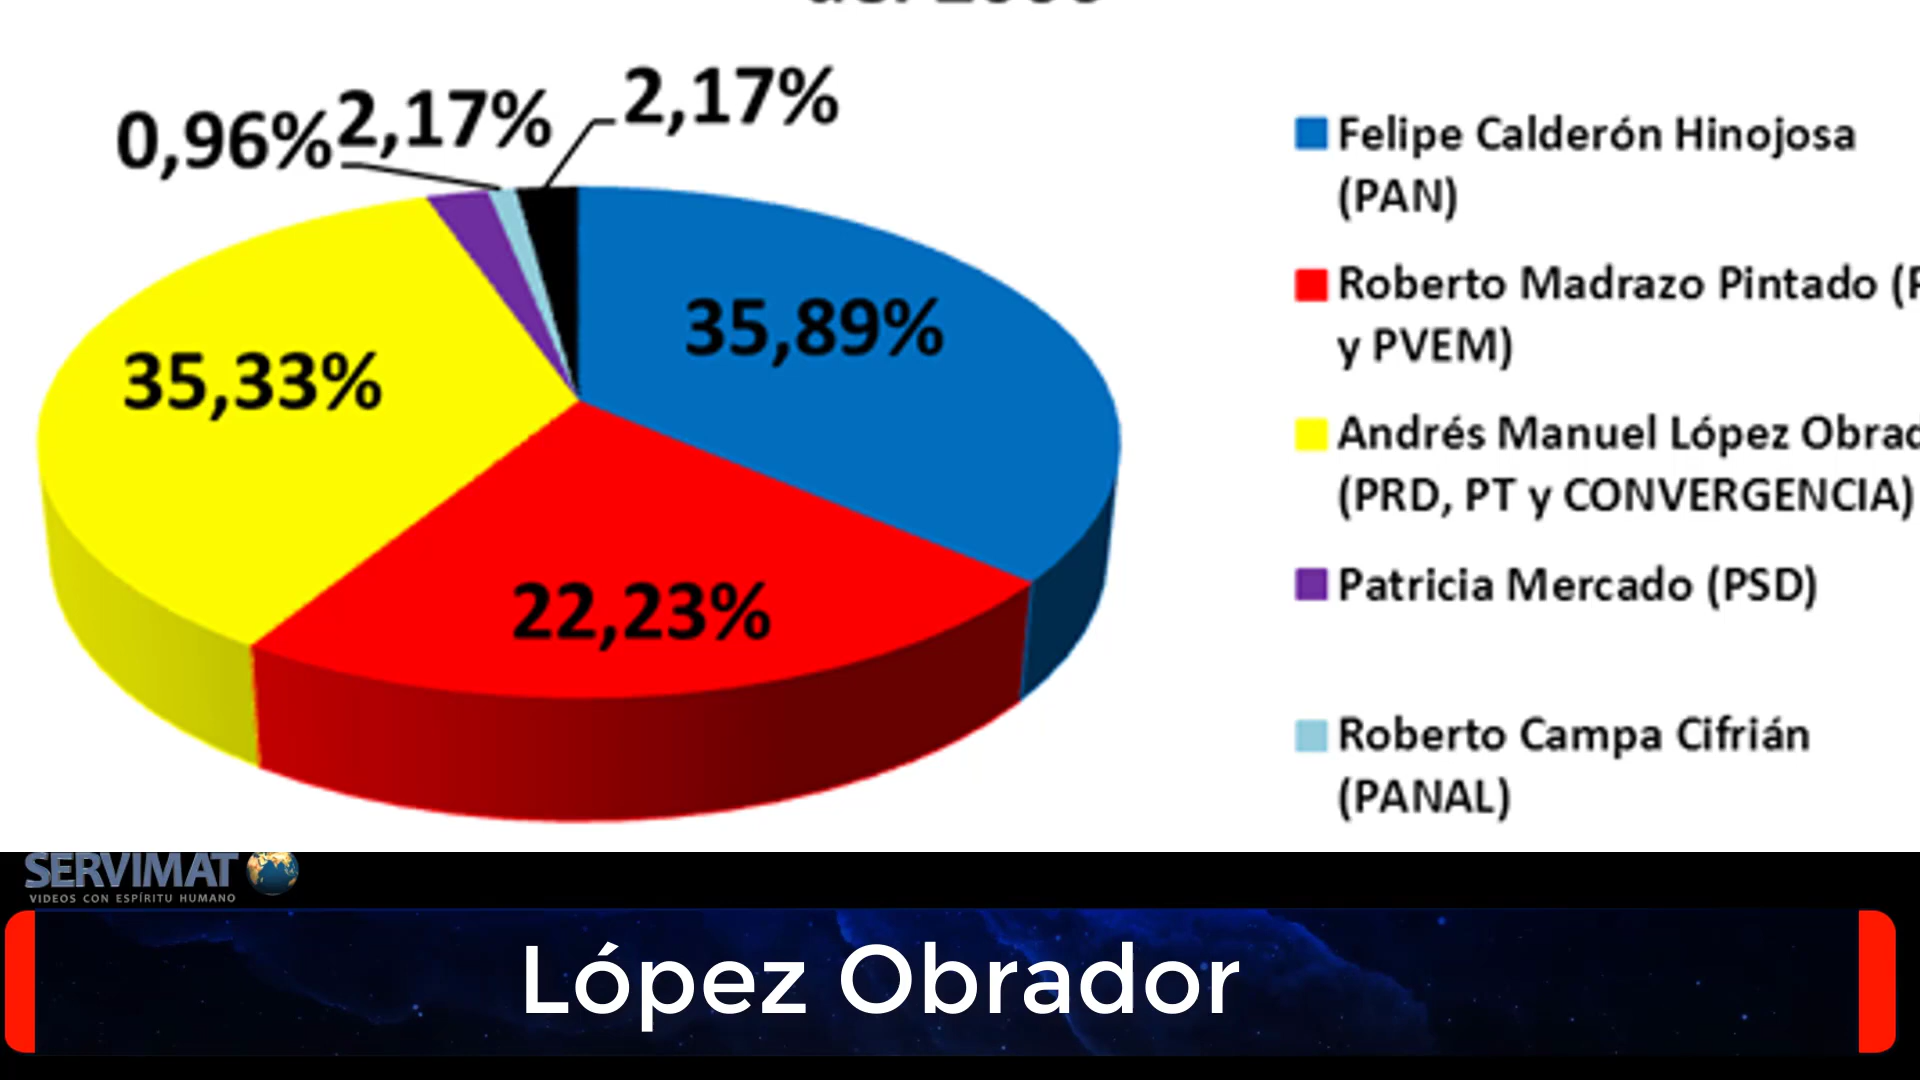 0,96%
2,17%
2,17%
35,89%
35,33%
22,23%
Felipe Calderón Hinojosa
(PAN)
Roberto Madrazo Pintado
y PVEM)
Andrés Manuel López
(PRD, PT y CONVERGENCIA)
Patricia Mercado (PSD)
Roberto Campa Cifrián
(PANAL)
SERVIMAT
VIDEOS CON ESPÍRITU HUMANO
López Obrador